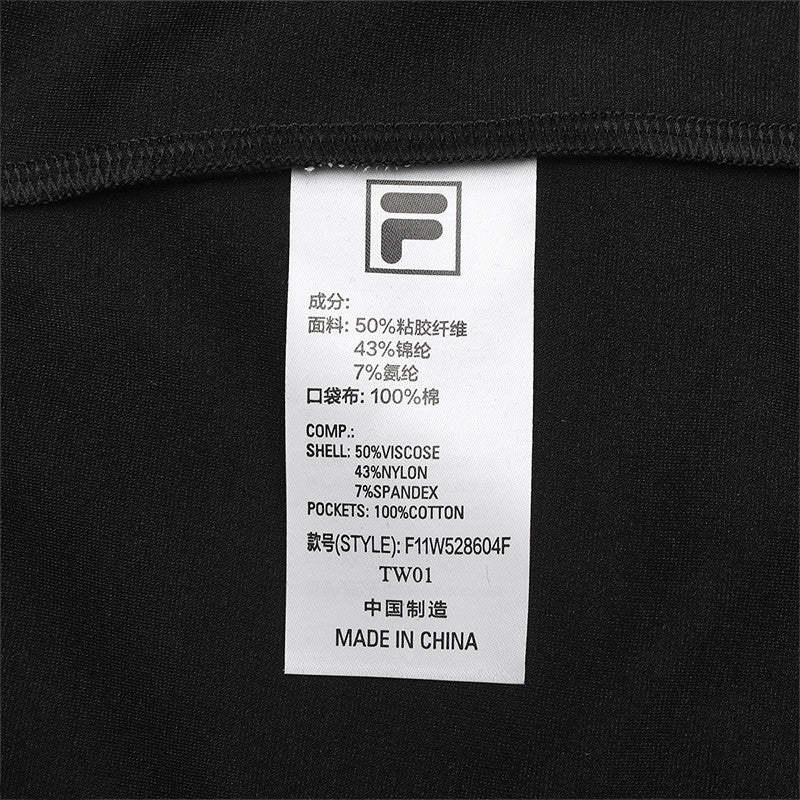 F
成分:
面料: 50%粘胶纤维
43%锦纶
7%氨纶
口袋布: 100%棉
COMP.:
SHELL: 50%VISCOSE
43%NYLON
7%SPANDEX
POCKETS: 100%COTTON
款号(STYLE): F11W528604F
TW01
中国制造
MADE IN CHINA